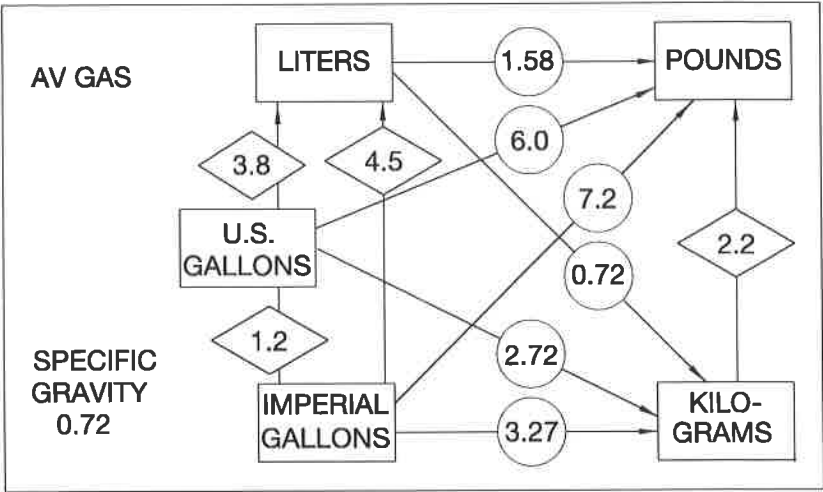 AV GAS
LITERS
1.58
POUNDS
3.8
4.5
6.0
7.2
U.S.
GALLONS
2.2
0.72
1.2
2.72
SPECIFIC
GRAVITY
0.72
IMPERIAL
GALLONS
3.27
KILO-
GRAMS